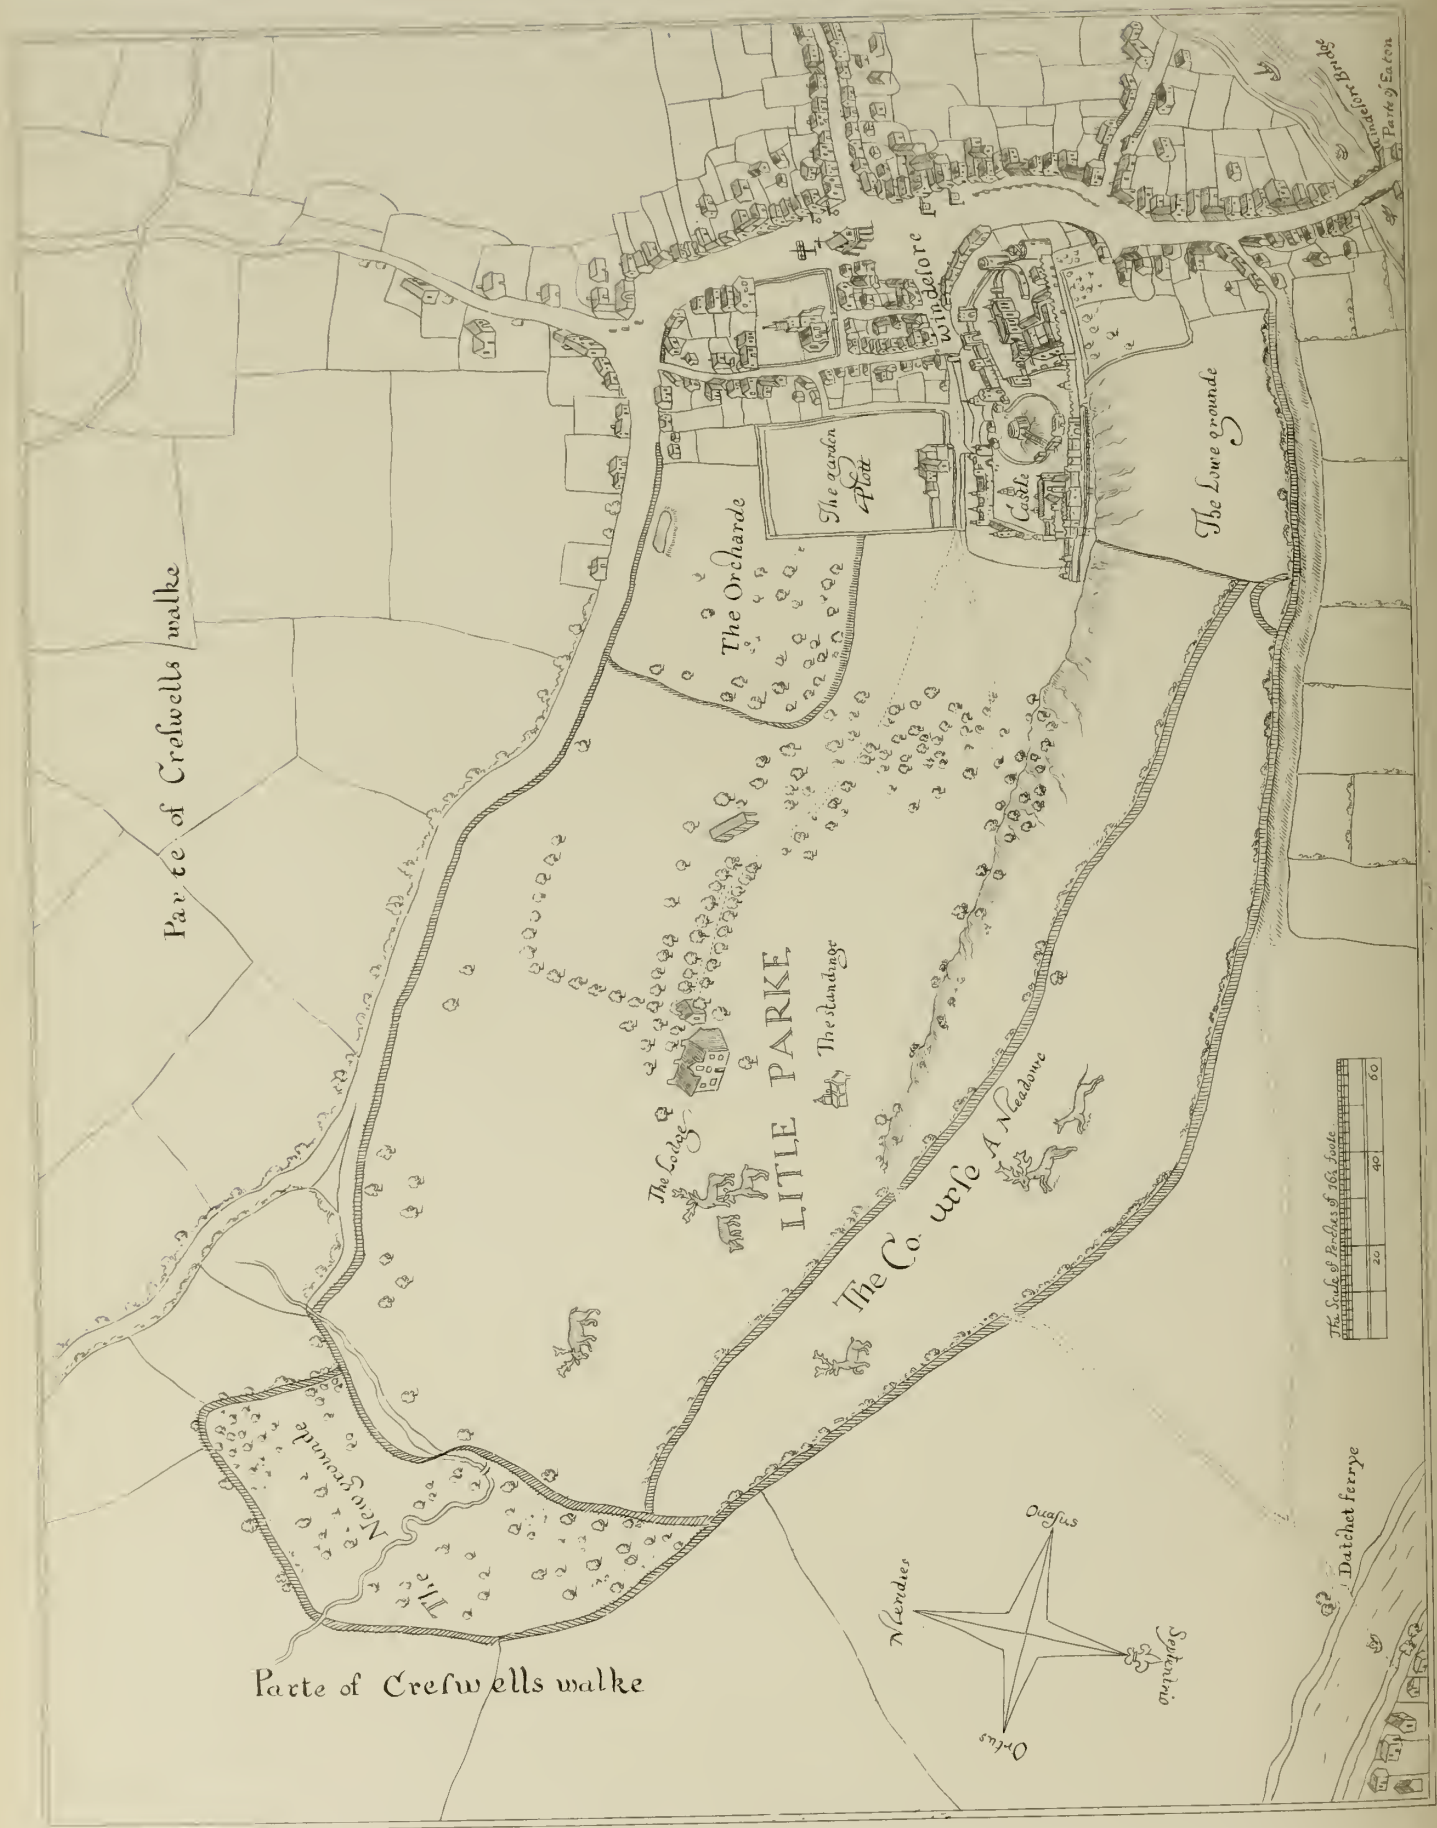 Parte of Creſwells walke
windeſore Bridge
Parte of Eaton
windeſore
The garden
Plott
The Orcharde
Castle
The Lowe grounde
The Lodge
LITLE PARKE
The standinge
The Courſe
A Meadowe
The New grounde
Parte of Creſwells walke
The Scale of Perches of 16½ foote
20
40
60
Meridies
Occaſus
Ortus
Septentrio
Datchet ferrye